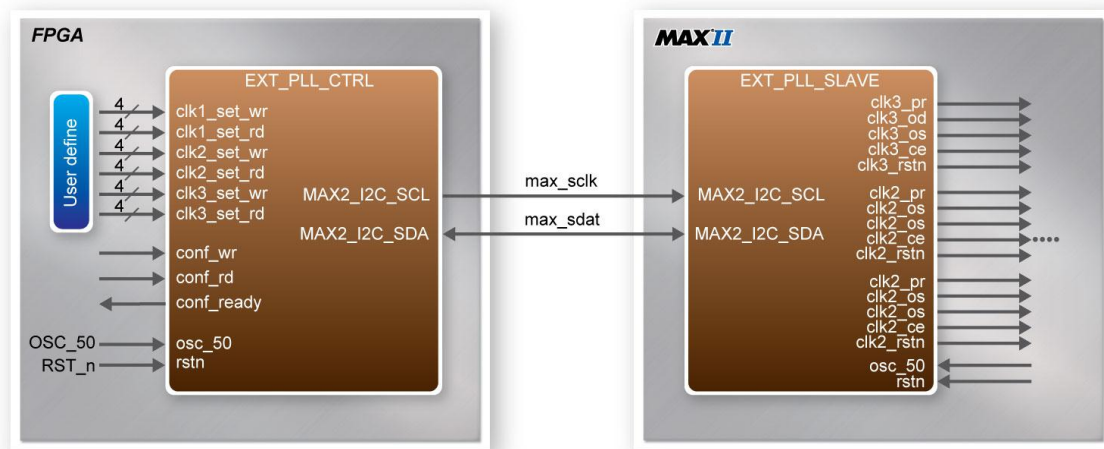 FPGA
EXT_PLL_CTRL
User define
4
clk1_set_wr
4
clk1_set_rd
4
clk2_set_wr
4
clk2_set_rd
4
clk3_set_wr
4
clk3_set_rd
MAX2_I2C_SCL
MAX2_I2C_SDA
conf_wr
conf_rd
conf_ready
OSC_50
osc_50
RST_n
rstn
max_sclk
max_sdat
MAX II
EXT_PLL_SLAVE
MAX2_I2C_SCL
MAX2_I2C_SDA
clk3_pr
clk3_od
clk3_os
clk3_ce
clk3_rstn
clk2_pr
clk2_os
clk2_os
clk2_ce
clk2_rstn
clk2_pr
clk2_os
clk2_os
clk2_ce
clk2_rstn
osc_50
rstn